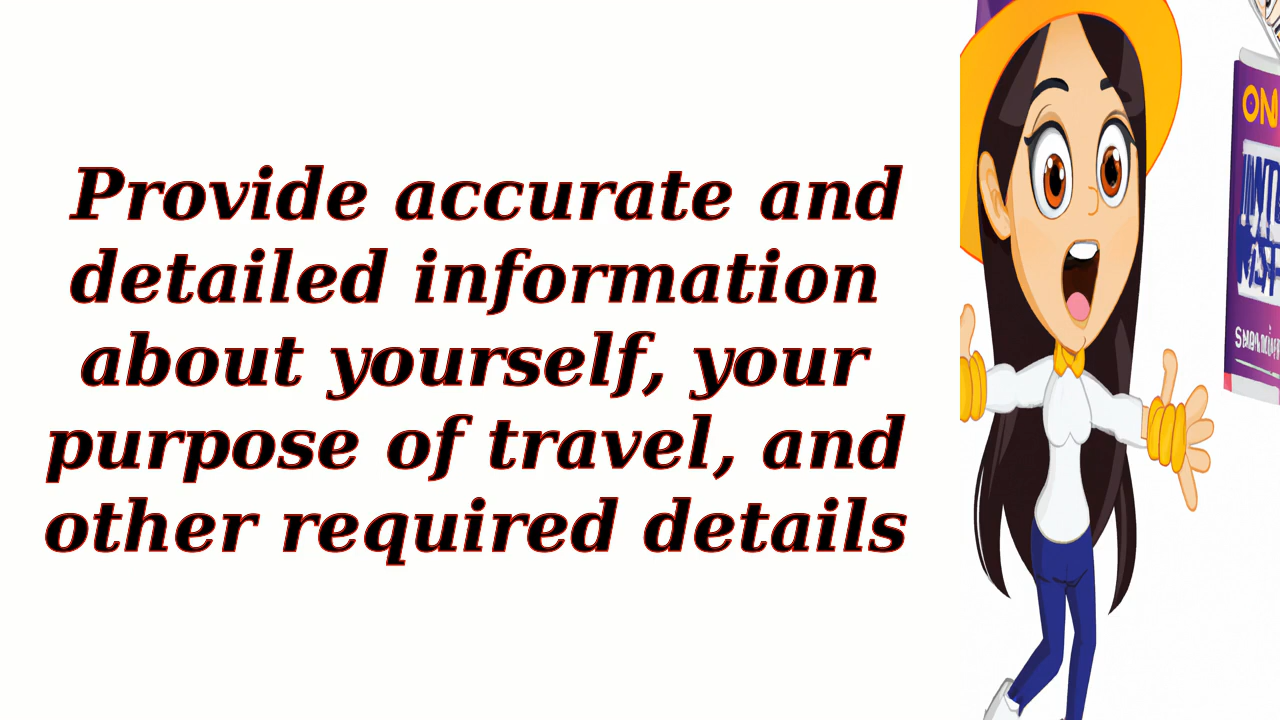 Provide accurate and
detailed information
about yourself, your
purpose of travel, and
other required details
ON